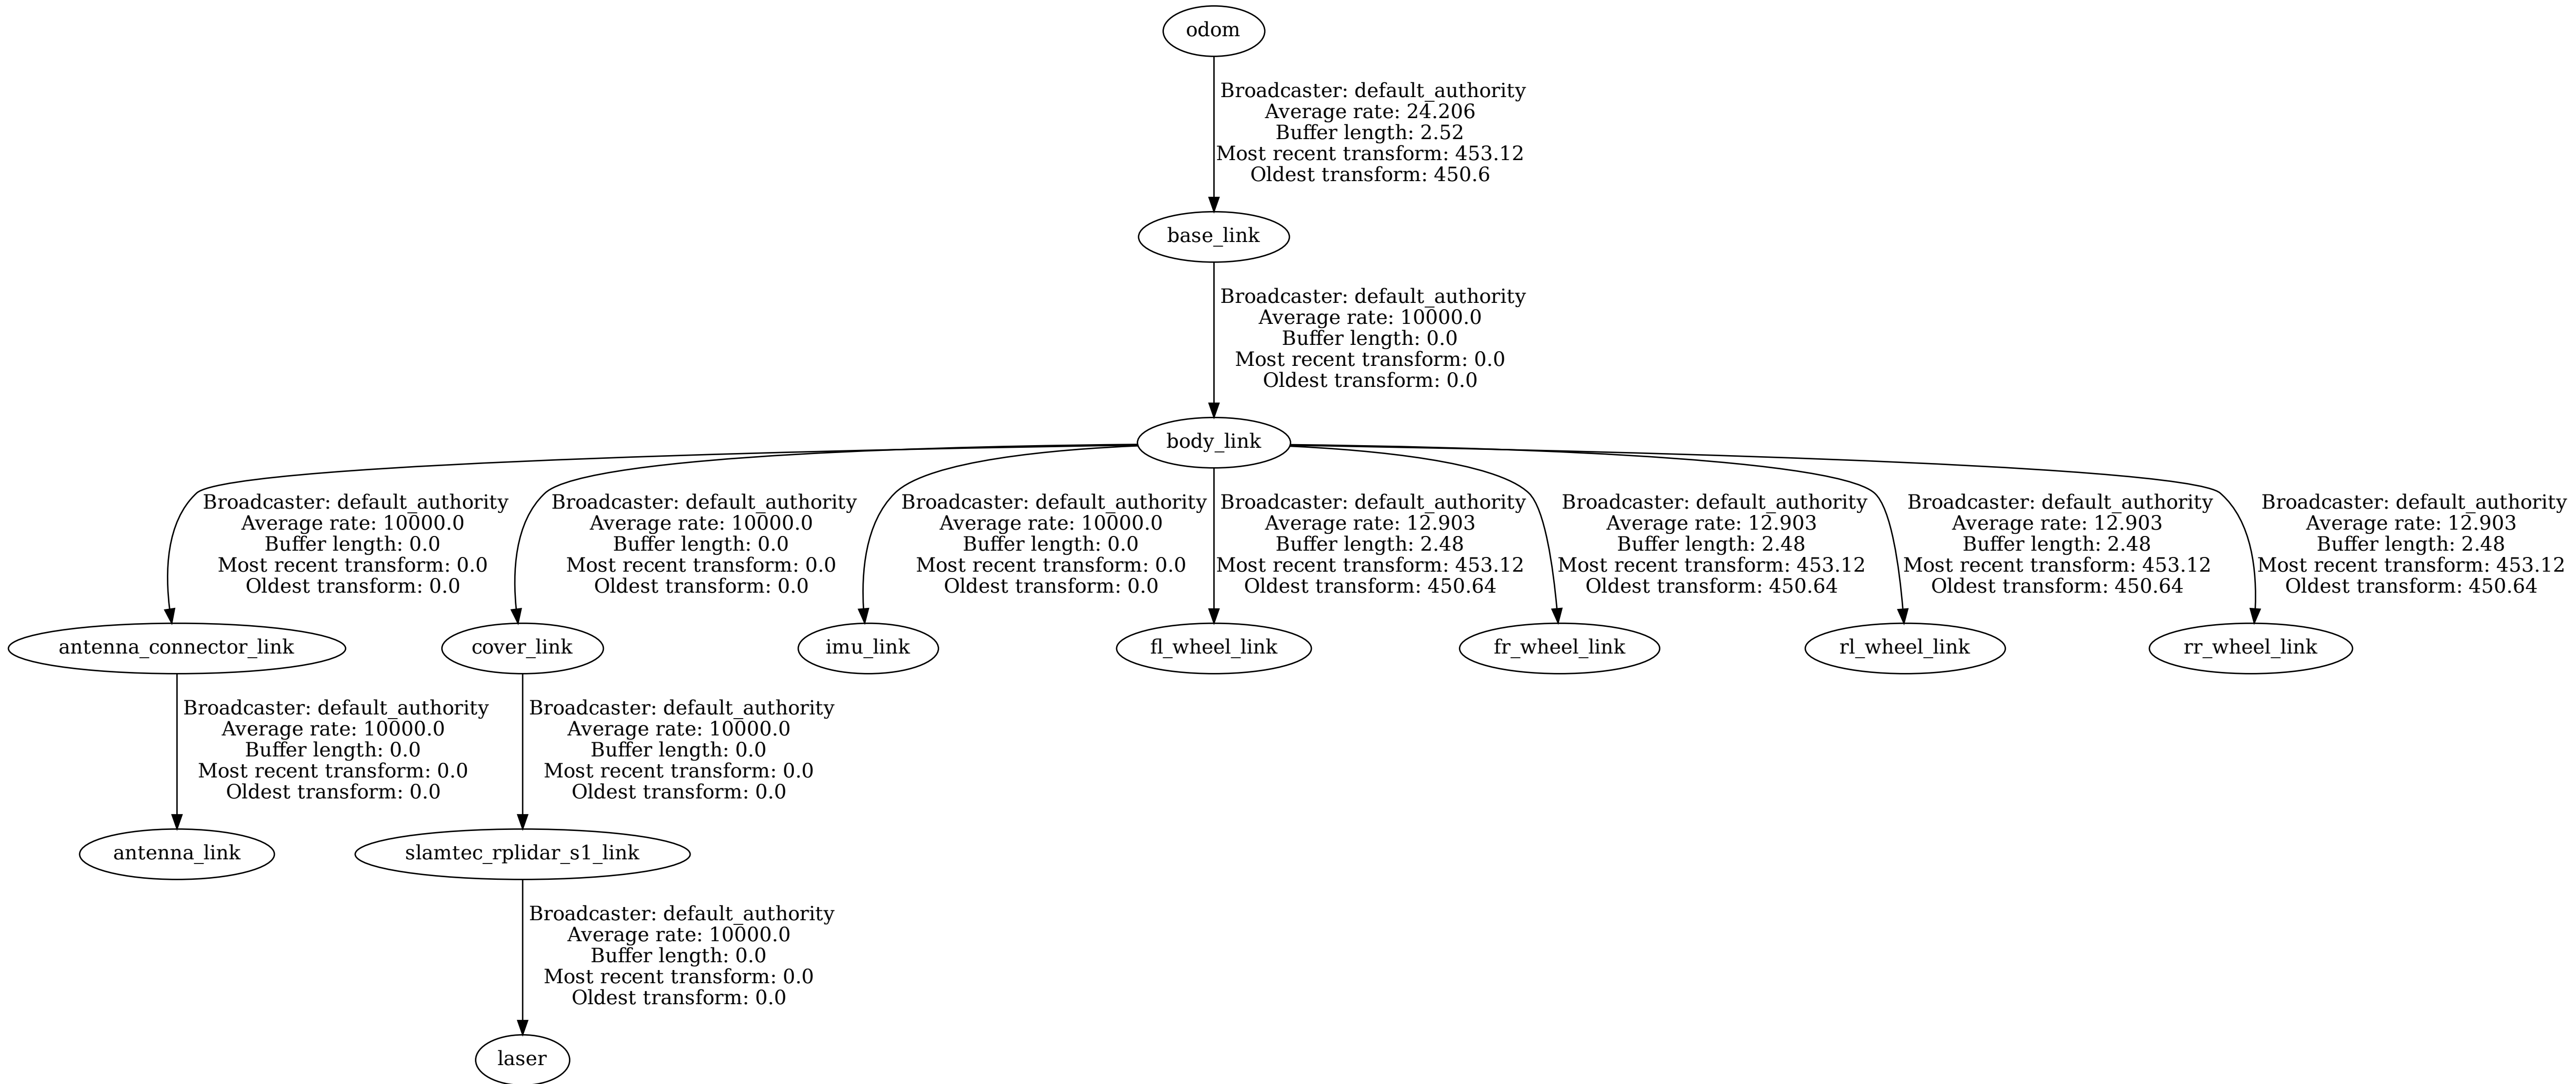 odom
Broadcaster: default_authority
Average rate: 24.206
Buffer length: 2.52
Most recent transform: 453.12
Oldest transform: 450.6
base_link
Broadcaster: default_authority
Average rate: 10000.0
Buffer length: 0.0
Most recent transform: 0.0
Oldest transform: 0.0
body_link
Broadcaster: default_authority
Average rate: 10000.0
Buffer length: 0.0
Most recent transform: 0.0
Oldest transform: 0.0
Broadcaster: default_authority
Average rate: 10000.0
Buffer length: 0.0
Most recent transform: 0.0
Oldest transform: 0.0
Broadcaster: default_authority
Average rate: 10000.0
Buffer length: 0.0
Most recent transform: 0.0
Oldest transform: 0.0
Broadcaster: default_authority
Average rate: 12.903
Buffer length: 2.48
Most recent transform: 453.12
Oldest transform: 450.64
Broadcaster: default_authority
Average rate: 12.903
Buffer length: 2.48
Most recent transform: 453.12
Oldest transform: 450.64
Broadcaster: default_authority
Average rate: 12.903
Buffer length: 2.48
Most recent transform: 453.12
Oldest transform: 450.64
Broadcaster: default_authority
Average rate: 12.903
Buffer length: 2.48
Most recent transform: 453.12
Oldest transform: 450.64
antenna_connector_link
cover_link
imu_link
fl_wheel_link
fr_wheel_link
rl_wheel_link
rr_wheel_link
Broadcaster: default_authority
Average rate: 10000.0
Buffer length: 0.0
Most recent transform: 0.0
Oldest transform: 0.0
Broadcaster: default_authority
Average rate: 10000.0
Buffer length: 0.0
Most recent transform: 0.0
Oldest transform: 0.0
antenna_link
slamtec_rplidar_s1_link
Broadcaster: default_authority
Average rate: 10000.0
Buffer length: 0.0
Most recent transform: 0.0
Oldest transform: 0.0
laser